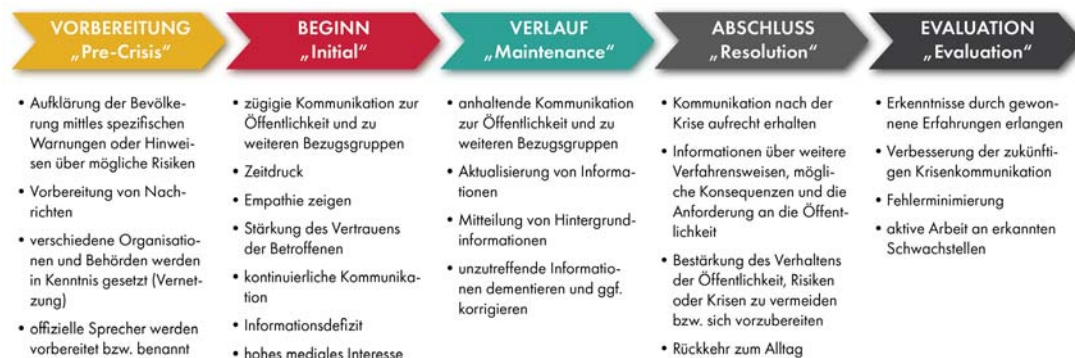 VORBEREITUNG
„Pre-Crisis“
• Aufklärung der Bevölke-
rung mittles spezifischen
Warnungen oder Hinwei-
sen über mögliche Risiken
• Vorbereitung von Nach-
richten
• verschiedene Organisatio-
nen und Behörden werden
in Kenntnis gesetzt (Vernet-
zung)
• offizielle Sprecher werden
vorbereitet bzw. benannt
BEGINN
„Initial“
• zügigie Kommunikation zur
Öffentlichkeit und zu
weiteren Bezugsgruppen
• Zeitdruck
• Empathie zeigen
• Stärkung des Vertrauens
der Betroffenen
• kontinuierliche Kommunika-
tion
• Informationsdefizit
• hohes mediales Interesse
VERLAUF
„Maintenance“
• anhaltende Kommunikation
zur Öffentlichkeit und zu
weiteren Bezugsgruppen
• Aktualisierung von Informa-
tionen
• Mitteilung von Hintergrund-
informationen
• unzutreffende Informatio-
nen dementieren und ggf.
korrigieren
ABSCHLUSS
„Resolution“
• Kommunikation nach der
Krise aufrecht erhalten
• Informationen über weitere
Verfahrensweisen, mögli-
che Konsequenzen und die
Anforderung an die Öffent-
lichkeit
• Bestärkung des Verhaltens
der Öffentlichkeit, Risiken
oder Krisen zu vermeiden
bzw. sich vorzubereiten
• Rückkehr zum Alltag
EVALUATION
„Evaluation“
• Erkenntnisse durch gewon-
nene Erfahrungen erlangen
• Verbesserung der zukünfti-
gen Krisenkommunikation
• Fehlerminimierung
• aktive Arbeit an erkannten
Schwachstellen